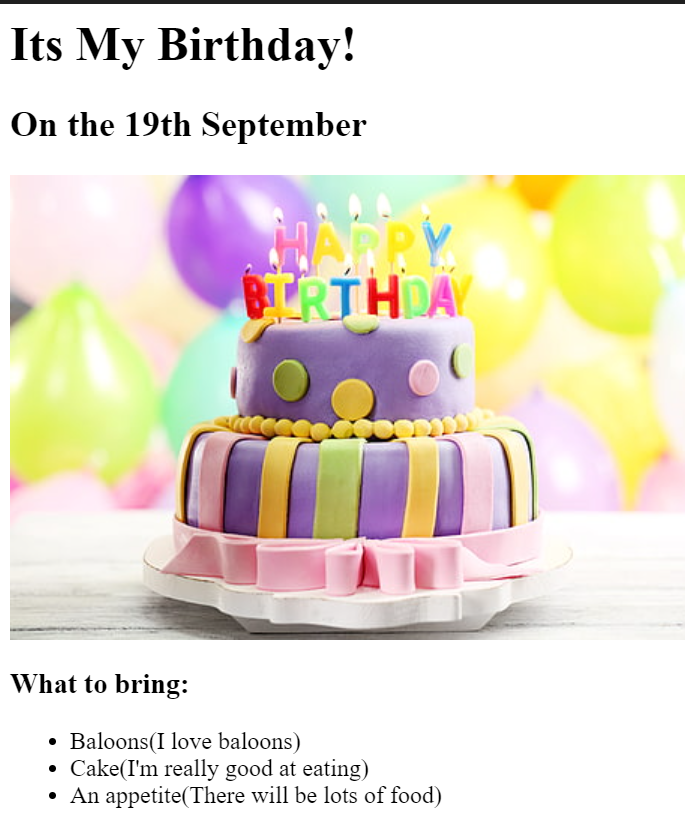 Its My Birthday!
On the 19th September
HAPPY
BIRTHDAY
What to bring:
Baloons(I love baloons)
Cake(I'm really good at eating)
An appetite(There will be lots of food)